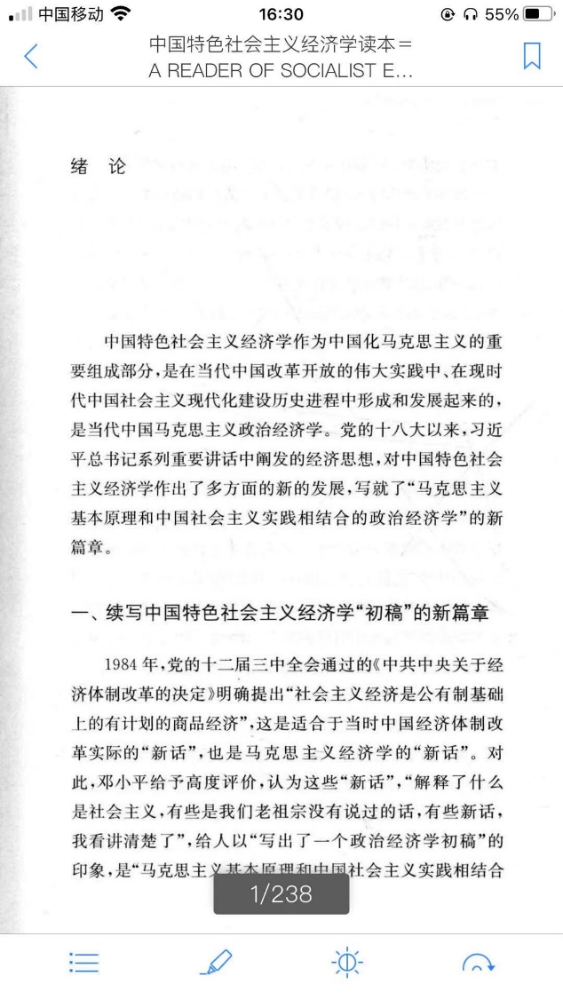 中国移动 16:30 55%
中国特色社会主义经济学读本＝
A READER OF SOCIALIST E...
绪 论
中国特色社会主义经济学作为中国化马克思主义的重
要组成部分，是在当代中国改革开放的伟大实践中、在现时
代中国社会主义现代化建设历史进程中形成和发展起来的，
是当代中国马克思主义政治经济学。党的十八大以来，习近
平总书记系列重要讲话中阐发的经济思想，对中国特色社会
主义经济学作出了多方面的新的发展，写就了“马克思主义
基本原理和中国社会主义实践相结合的政治经济学”的新
篇章。
一、续写中国特色社会主义经济学“初稿”的新篇章
1984年，党的十二届三中全会通过的《中共中央关于经
济体制改革的决定》明确提出“社会主义经济是公有制基础
上的有计划的商品经济”，这是适合于当时中国经济体制改
革实际的“新话”，也是马克思主义经济学的“新话”。对
此，邓小平给予高度评价，认为这些“新话”，“解释了什么
是社会主义，有些是我们老祖宗没有说过的话，有些新话，
我看讲清楚了”，给人以“写出了一个政治经济学初稿”的
印象，是“马克思主义基本原理和中国社会主义实践相结合
1/238